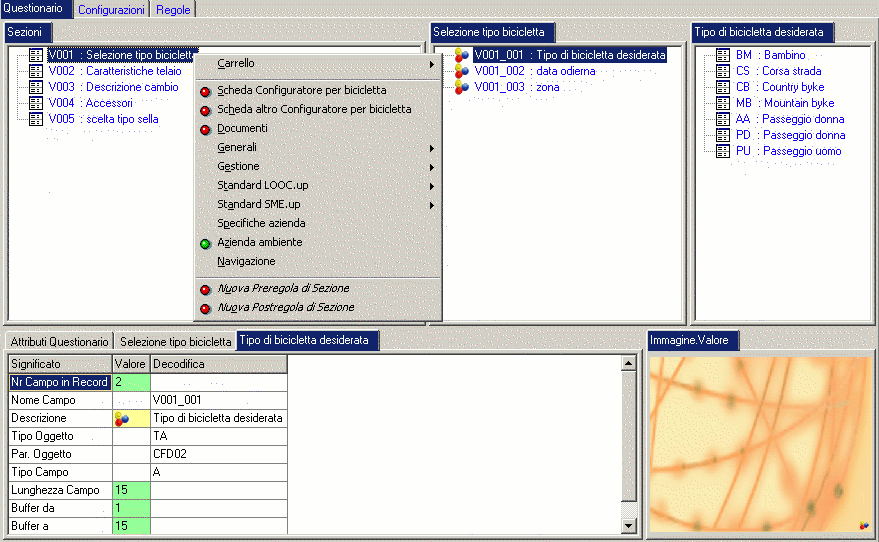 Questionario Configurazioni Regole
Sezioni
V001 : Selezione tipo bicicletta
V002 : Caratteristiche telaio
V003 : Descrizione cambio
V004 : Accessori
V005 : scelta tipo sella
Carrello
Scheda Configuratore per bicicletta
Scheda altro Configuratore per bicicletta
Documenti
Generali
Gestione
Standard LOOC.up
Standard SME.up
Specifiche azienda
Azienda ambiente
Navigazione
Nuova Preregola di Sezione
Nuova Postregola di Sezione
Selezione tipo bicicletta
V001_001 : Tipo di bicicletta desiderata
V001_002 : data odierna
V001_003 : zona
Tipo di bicicletta desiderata
BM : Bambino
CS : Corsa strada
CB : Country byke
MB : Mountain byke
AA : Passeggio donna
PD : Passeggio donna
PU : Passeggio uomo
Attributi Questionario Selezione tipo bicicletta Tipo di bicicletta desiderata
Significato Valore Decodifica
Nr Campo in Record 2
Nome Campo V001_001
Descrizione Tipo di bicicletta desiderata
Tipo Oggetto TA
Par. Oggetto CFD02
Tipo Campo A
Lunghezza Campo 15
Buffer da 1
Buffer a 15
Immagine.Valore